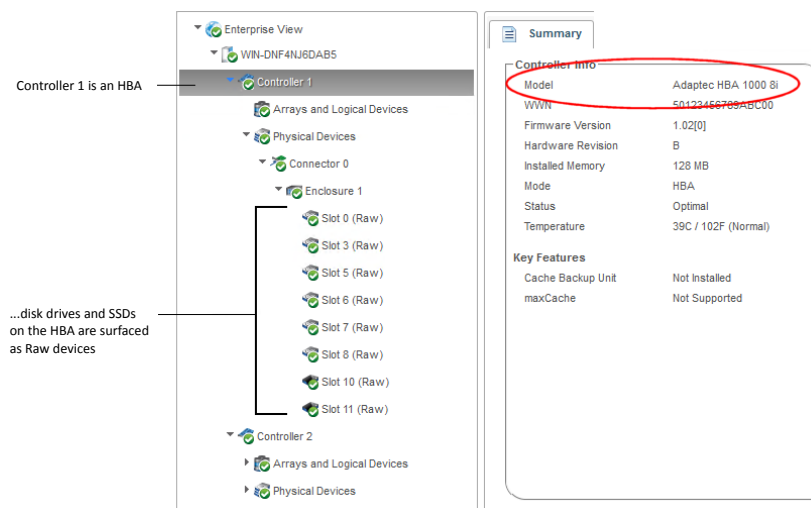 Controller 1 is an HBA
...disk drives and SSDs
on the HBA are surfaced
as Raw devices
Enterprise View
WIN-DNF4NJ6DAB5
Controller 1
Arrays and Logical Devices
Physical Devices
Connector 0
Enclosure 1
Slot 0 (Raw)
Slot 3 (Raw)
Slot 5 (Raw)
Slot 6 (Raw)
Slot 7 (Raw)
Slot 8 (Raw)
Slot 10 (Raw)
Slot 11 (Raw)
Controller 2
Arrays and Logical Devices
Physical Devices
Summary
Controller Info
Model Adaptec HBA 1000 8i
WWN 50123456789ABC00
Firmware Version 1.02[0]
Hardware Revision B
Installed Memory 128 MB
Mode HBA
Status Optimal
Temperature 39C / 102F (Normal)
Key Features
Cache Backup Unit Not Installed
maxCache Not Supported